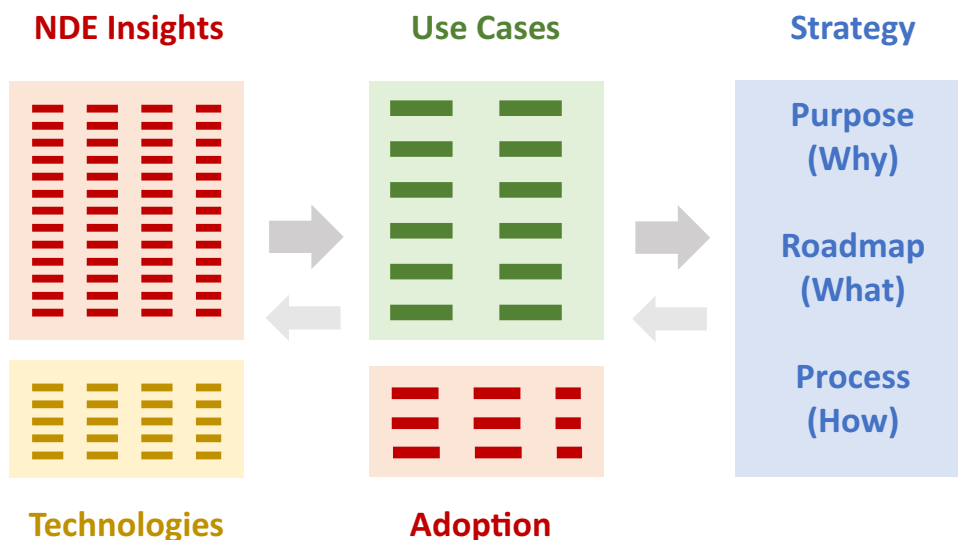 NDE Insights
Use Cases
Strategy
Purpose
(Why)
Roadmap
(What)
Process
(How)
Technologies
Adoption